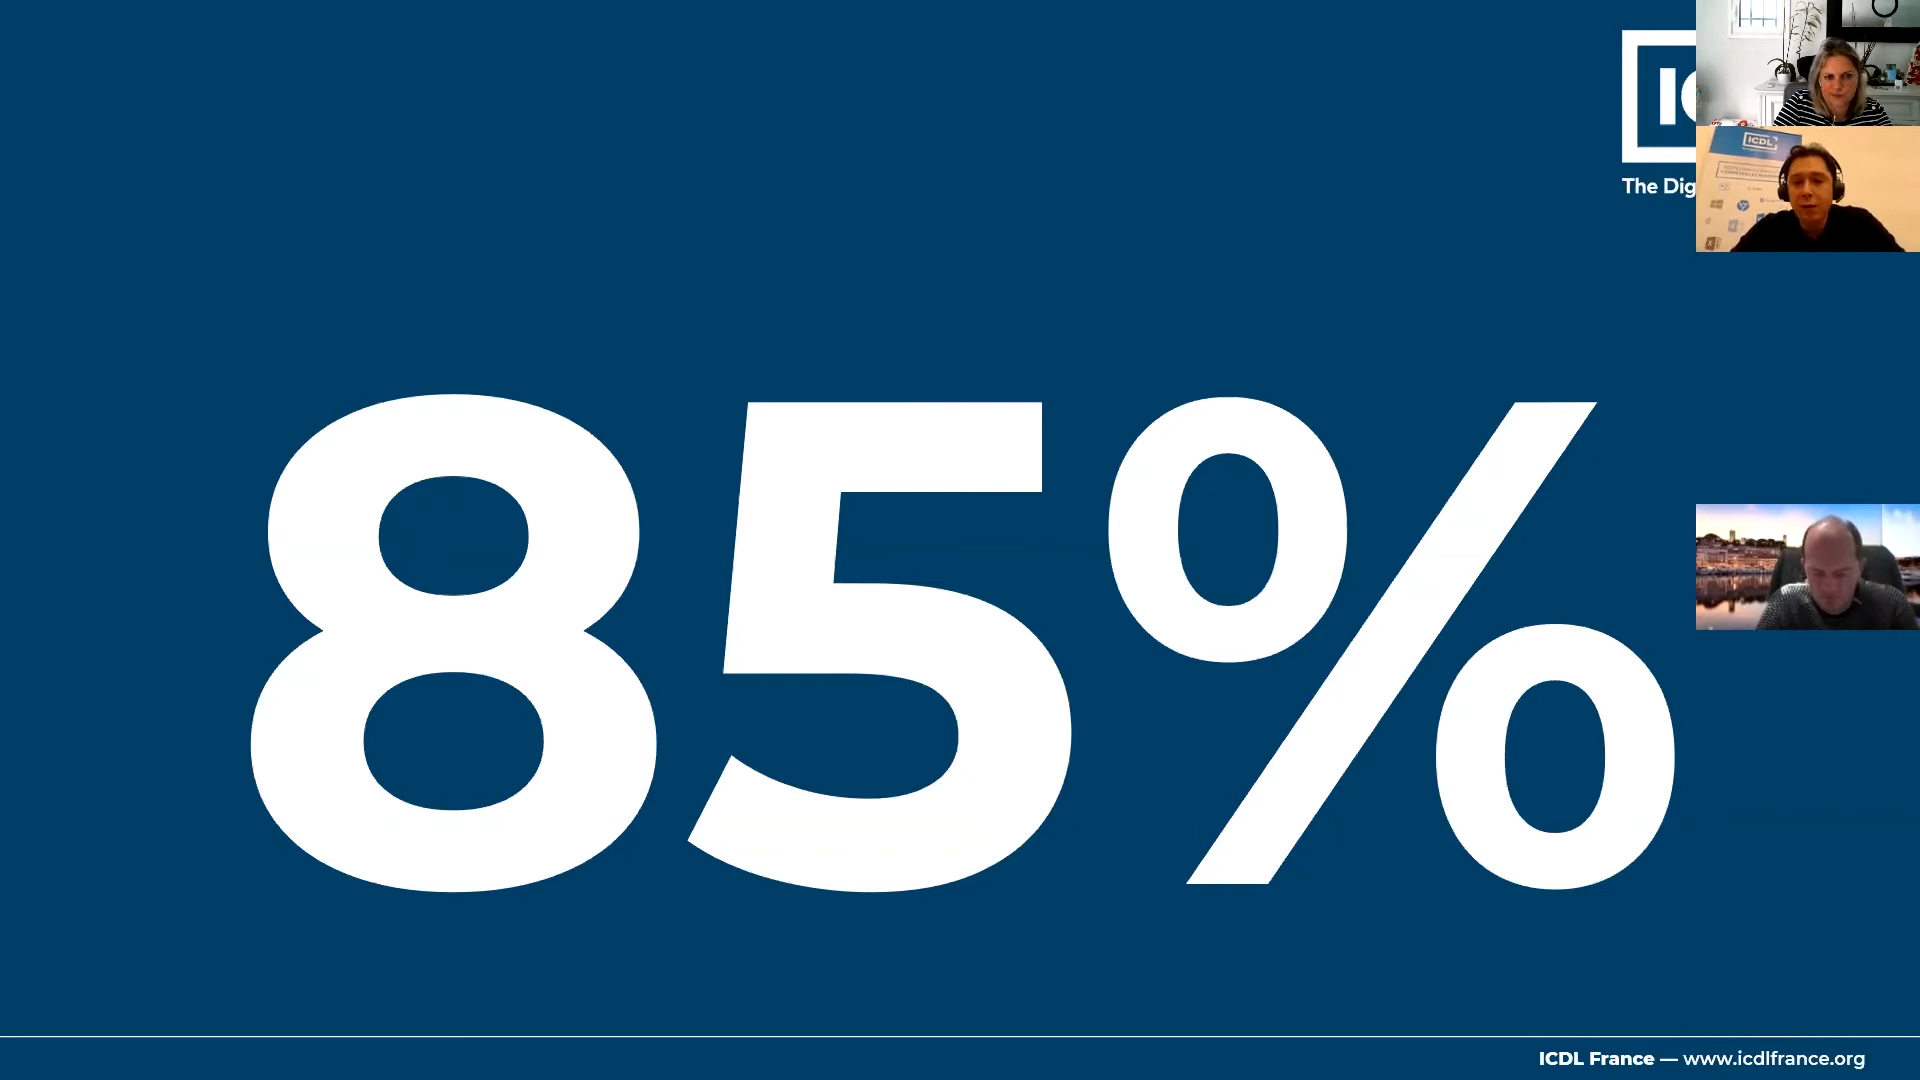 IC
The Dig
ICDL
85%
ICDL France — www.icdlfrance.org